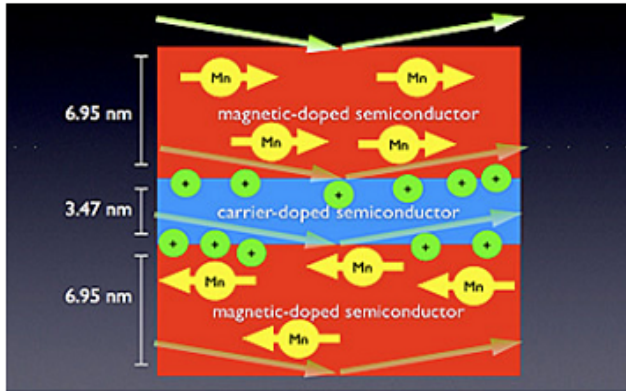 Mn Mn
6.95 nm
magnetic-doped semiconductor
Mn Mn
+ + + + + +
3.47 nm
carrier-doped semiconductor
+ + + + +
Mn
Mn Mn
6.95 nm
magnetic-doped semiconductor
Mn